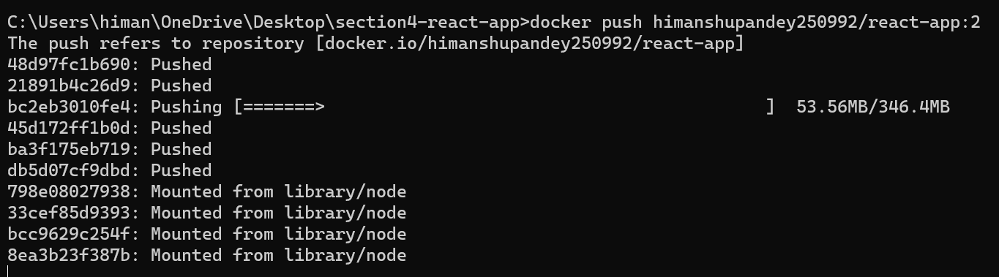 C:\Users\himan\OneDrive\Desktop\section4-react-app>docker push himanshupandey250992/react-app:2
The push refers to repository [docker.io/himanshupandey250992/react-app]
48d97fc1b690: Pushed
21891b4c26d9: Pushed
bc2eb3010fe4: Pushing [=======>                                           ]  53.56MB/346.4MB
45d172ff1b0d: Pushed
ba3f175eb719: Pushed
db5d07cf9dbd: Pushed
798e08027938: Mounted from library/node
33cef85d9393: Mounted from library/node
bcc9629c254f: Mounted from library/node
8ea3b23f387b: Mounted from library/node